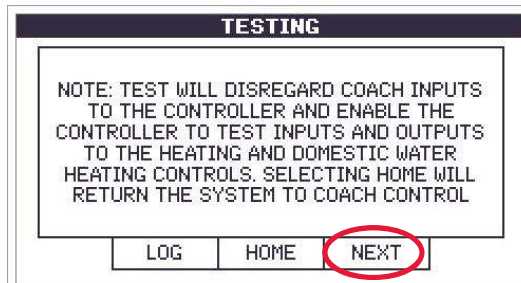 TESTING
NOTE: TEST WILL DISREGARD COACH INPUTS
TO THE CONTROLLER AND ENABLE THE
CONTROLLER TO TEST INPUTS AND OUTPUTS
TO THE HEATING AND DOMESTIC WATER
HEATING CONTROLS. SELECTING HOME WILL
RETURN THE SYSTEM TO COACH CONTROL
LOG HOME NEXT